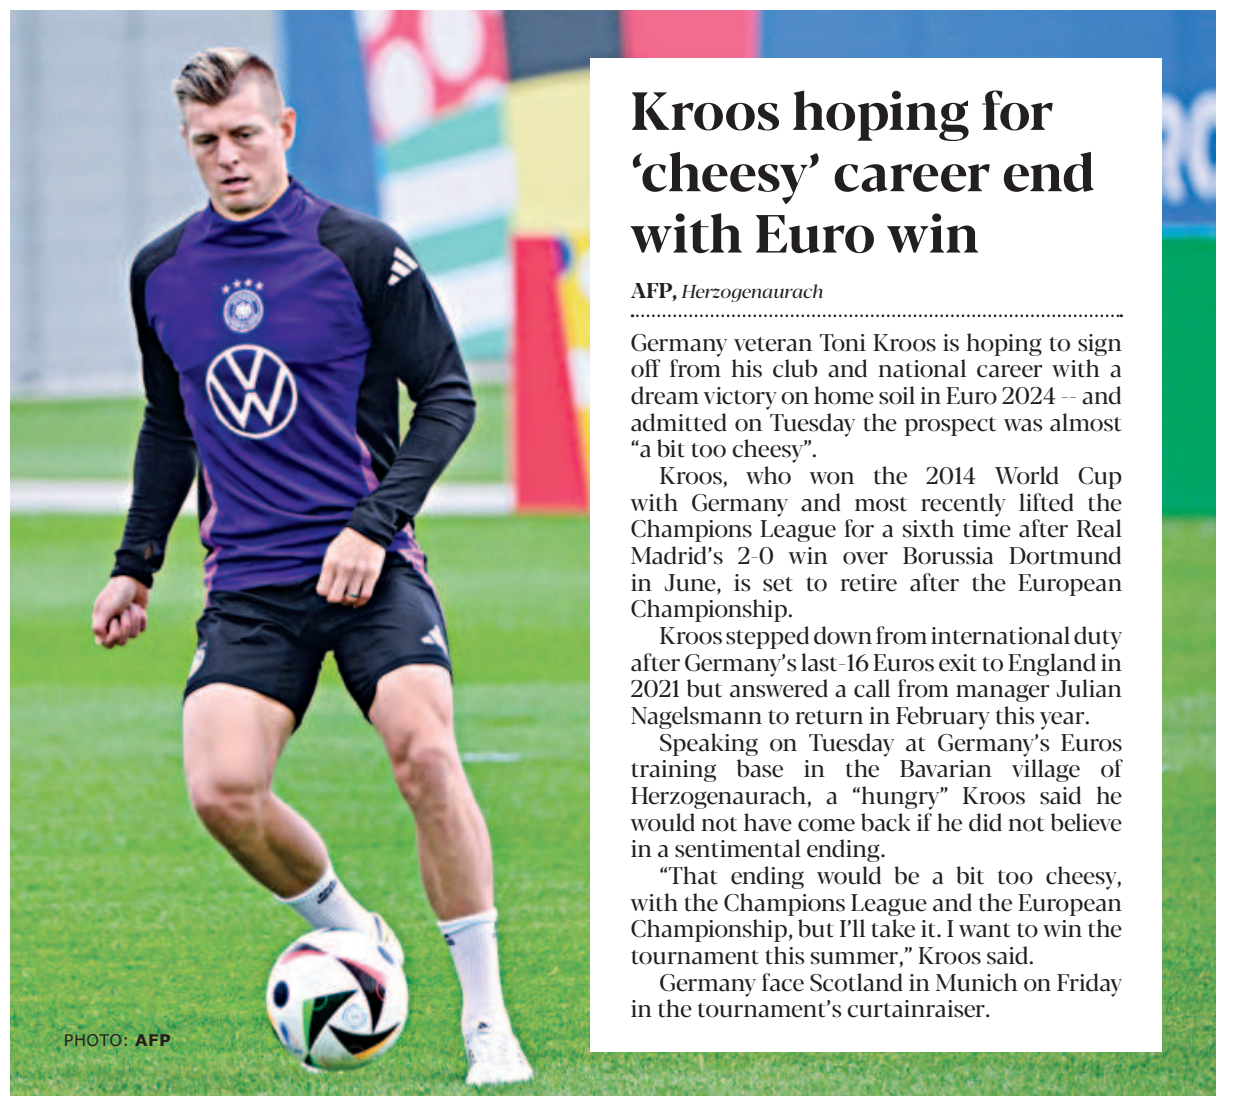 Kroos hoping for
‘cheesy’ career end
with Euro win
AFP, Herzogenaurach
Germany veteran Toni Kroos is hoping to sign
off from his club and national career with a
dream victory on home soil in Euro 2024 -- and
admitted on Tuesday the prospect was almost
“a bit too cheesy”.
Kroos, who won the 2014 World Cup
with Germany and most recently lifted the
Champions League for a sixth time after Real
Madrid’s 2-0 win over Borussia Dortmund
in June, is set to retire after the European
Championship.
Kroos stepped down from international duty
after Germany’s last-16 Euros exit to England in
2021 but answered a call from manager Julian
Nagelsmann to return in February this year.
Speaking on Tuesday at Germany’s Euros
training base in the Bavarian village of
Herzogenaurach, a “hungry” Kroos said he
would not have come back if he did not believe
in a sentimental ending.
“That ending would be a bit too cheesy,
with the Champions League and the European
Championship, but I’ll take it. I want to win the
tournament this summer,” Kroos said.
Germany face Scotland in Munich on Friday
in the tournament’s curtainraiser.
PHOTO: AFP